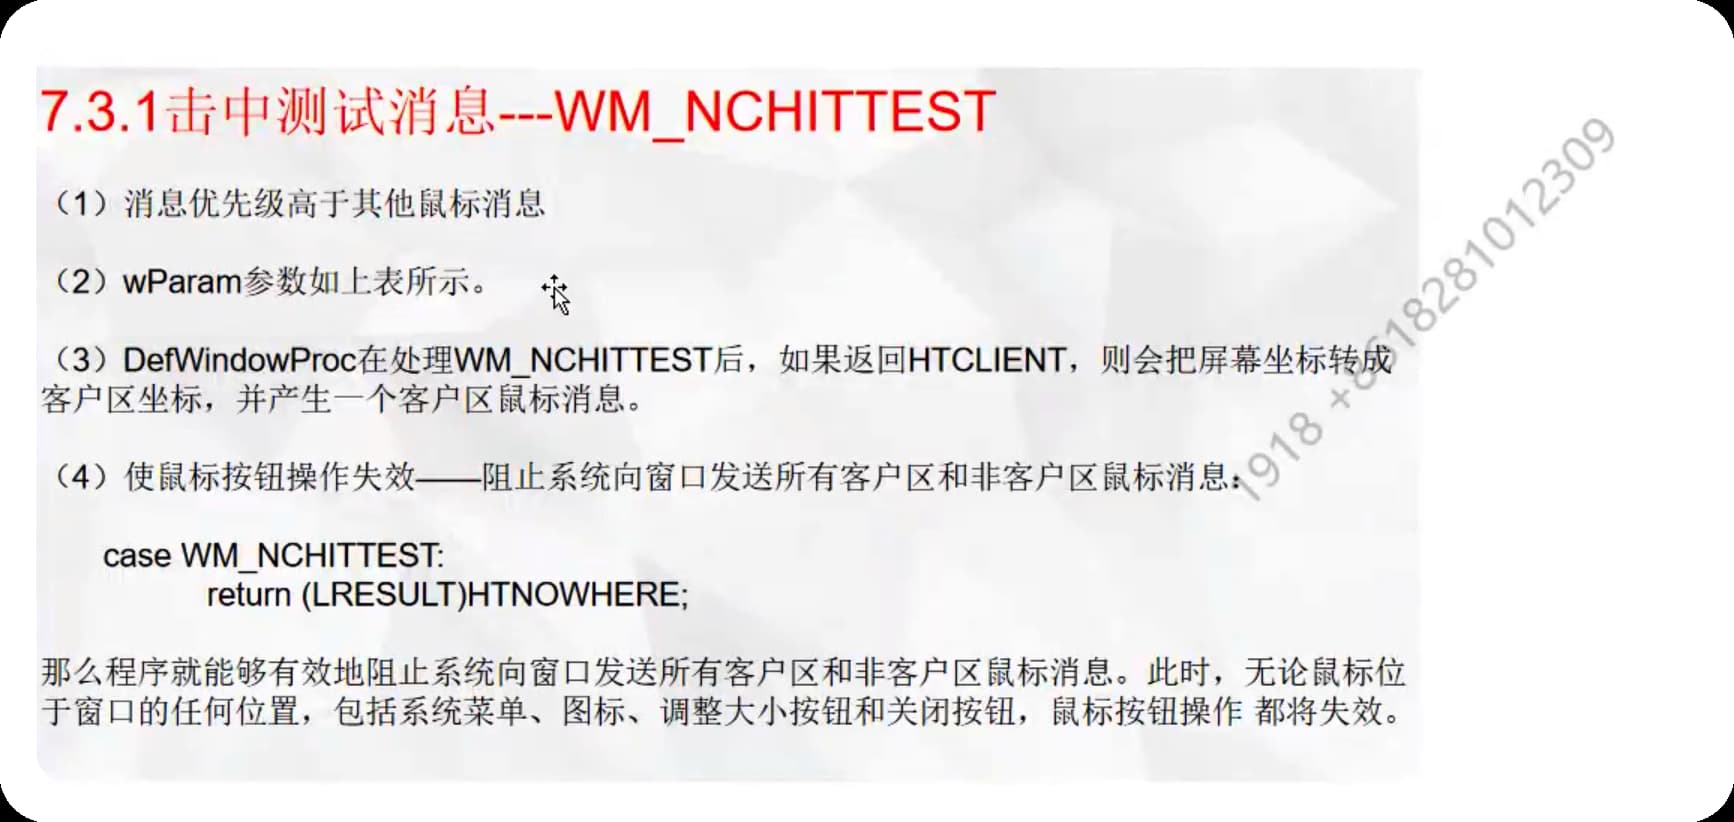 7.3.1击中测试消息---WM_NCHITTEST
（1）消息优先级高于其他鼠标消息
（2）wParam参数如上表所示。
（3）DefWindowProc在处理WM_NCHITTEST后，如果返回HTCLIENT，则会把屏幕坐标转成
客户区坐标，并产生一个客户区鼠标消息。
（4）使鼠标按钮操作失效——阻止系统向窗口发送所有客户区和非客户区鼠标消息：
case WM_NCHITTEST:
return (LRESULT)HTNOWHERE;
那么程序就能够有效地阻止系统向窗口发送所有客户区和非客户区鼠标消息。此时，无论鼠标位
于窗口的任何位置，包括系统菜单、图标、调整大小按钮和关闭按钮，鼠标按钮操作 都将失效。
1918 +8618281012309